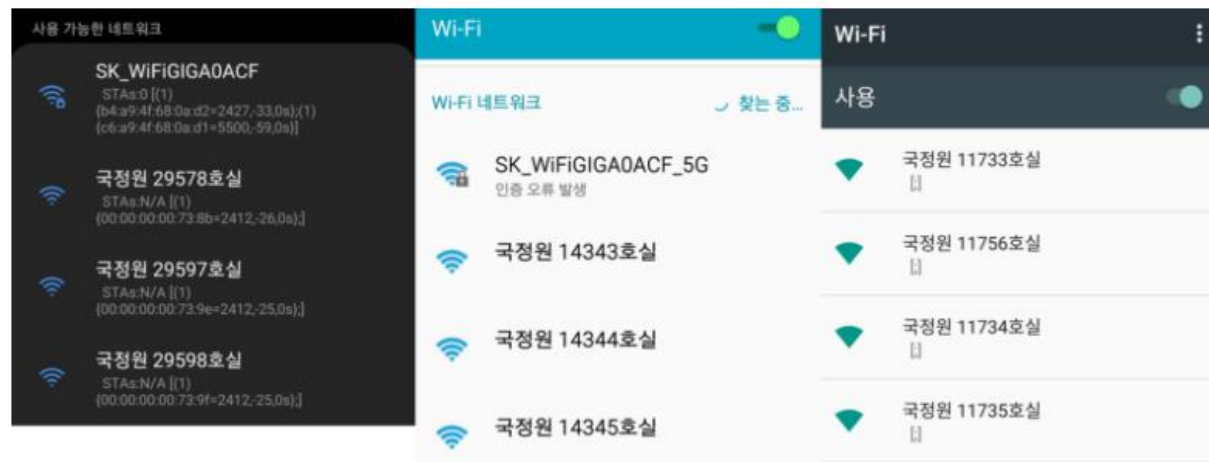 사용 가능한 네트워크
SK_WiFiGIGA0ACF
STAs:0 [(1)
{b4:a9:4f:68:0a:d2=2427,-33,0s};(1)
{c6:a9:4f:68:0a:d1=5500,-59,0s}]
국정원 29578호실
STAs:N/A [(1)
{00:00:00:00:73:8b=2412,-26,0s};]
국정원 29597호실
STAs:N/A [(1)
{00:00:00:00:73:9e=2412,-25,0s};]
국정원 29598호실
STAs:N/A [(1)
{00:00:00:00:73:9f=2412,-25,0s};]
Wi-Fi
Wi-Fi 네트워크
찾는 중...
SK_WiFiGIGA0ACF_5G
인증 오류 발생
국정원 14343호실
국정원 14344호실
국정원 14345호실
Wi-Fi
사용
국정원 11733호실
[;]
국정원 11756호실
[;]
국정원 11734호실
[;]
국정원 11735호실
[;]